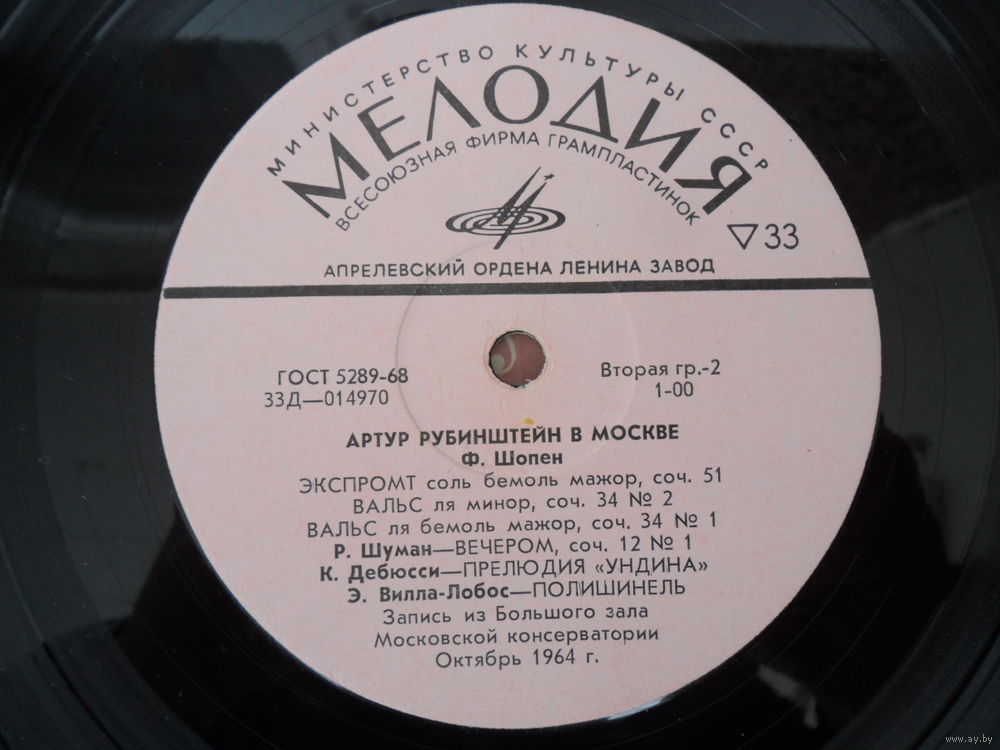 МИНИСТЕРСТВО КУЛЬТУРЫ СССР
МЕЛОДИЯ
ВСЕСОЮЗНАЯ ФИРМА ГРАМПЛАСТИНОК
▽33
АПРЕЛЕВСКИЙ ОРДЕНА ЛЕНИНА ЗАВОД
ГОСТ 5289-68
33Д—014970
Вторая гр.-2
1-00
АРТУР РУБИНШТЕЙН В МОСКВЕ
Ф. Шопен
ЭКСПРОМТ соль бемоль мажор, соч. 51
ВАЛЬС ля минор, соч. 34 № 2
ВАЛЬС ля бемоль мажор, соч. 34 № 1
Р. Шуман—ВЕЧЕРОМ, соч. 12 № 1
К. Дебюсси—ПРЕЛЮДИЯ «УНДИНА»
Э. Вилла-Лобос—ПОЛИШИНЕЛЬ
Запись из Большого зала
Московской консерватории
Октябрь 1964 г.
www.ay.by